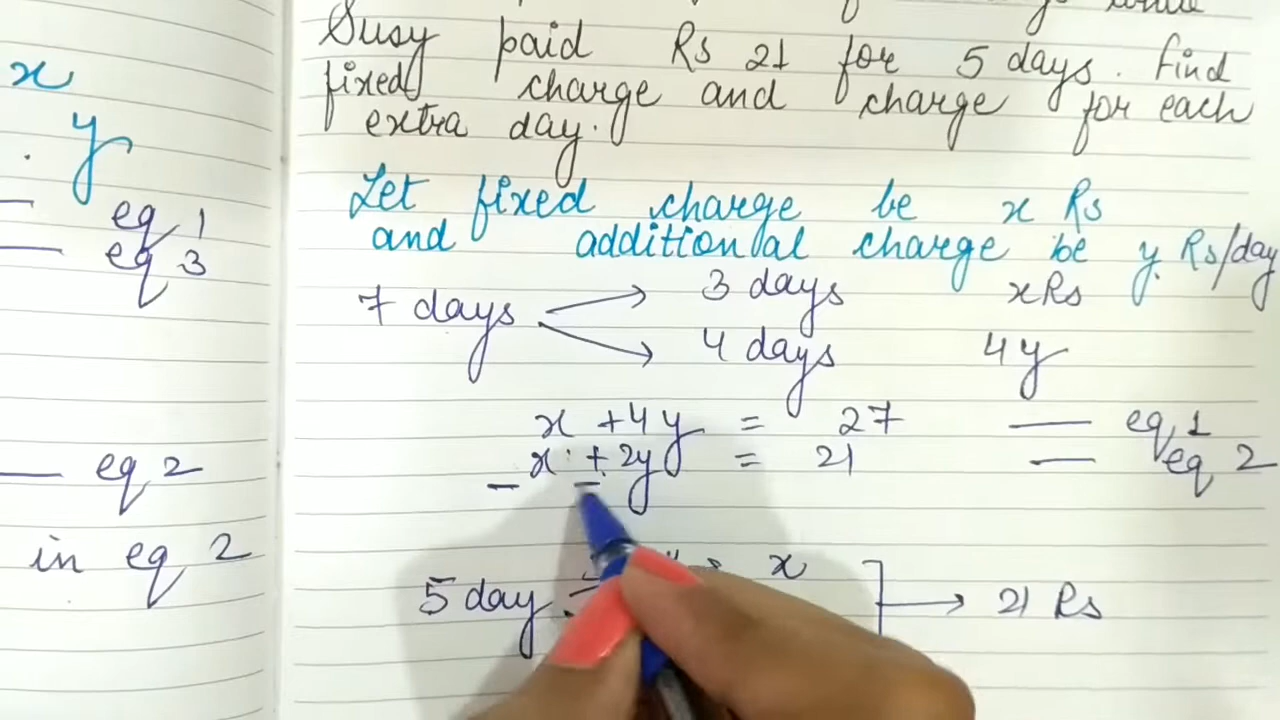 x
y
— eq 1
— eq 3
— eq 2
in eq 2
Susy paid Rs 21 for 5 days. Find
fixed charge and charge for each
extra day.
Let fixed charge be x Rs
and additional charge be y Rs/day
7 days 3 days x Rs
4 days 4y
x + 4y = 27 — eq 1
x + 2y = 21 — eq 2
– –
5 day x 21 Rs